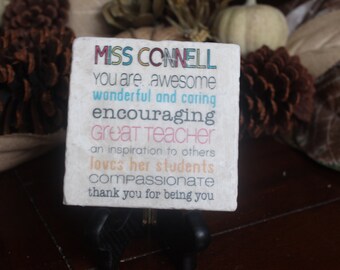 MISS CONNELL
you are awesome
wonderful and caring
encouraging
GREAT TEACHER
an inspiration to others
loves her students
COMPASSIONATE
thank you for being you